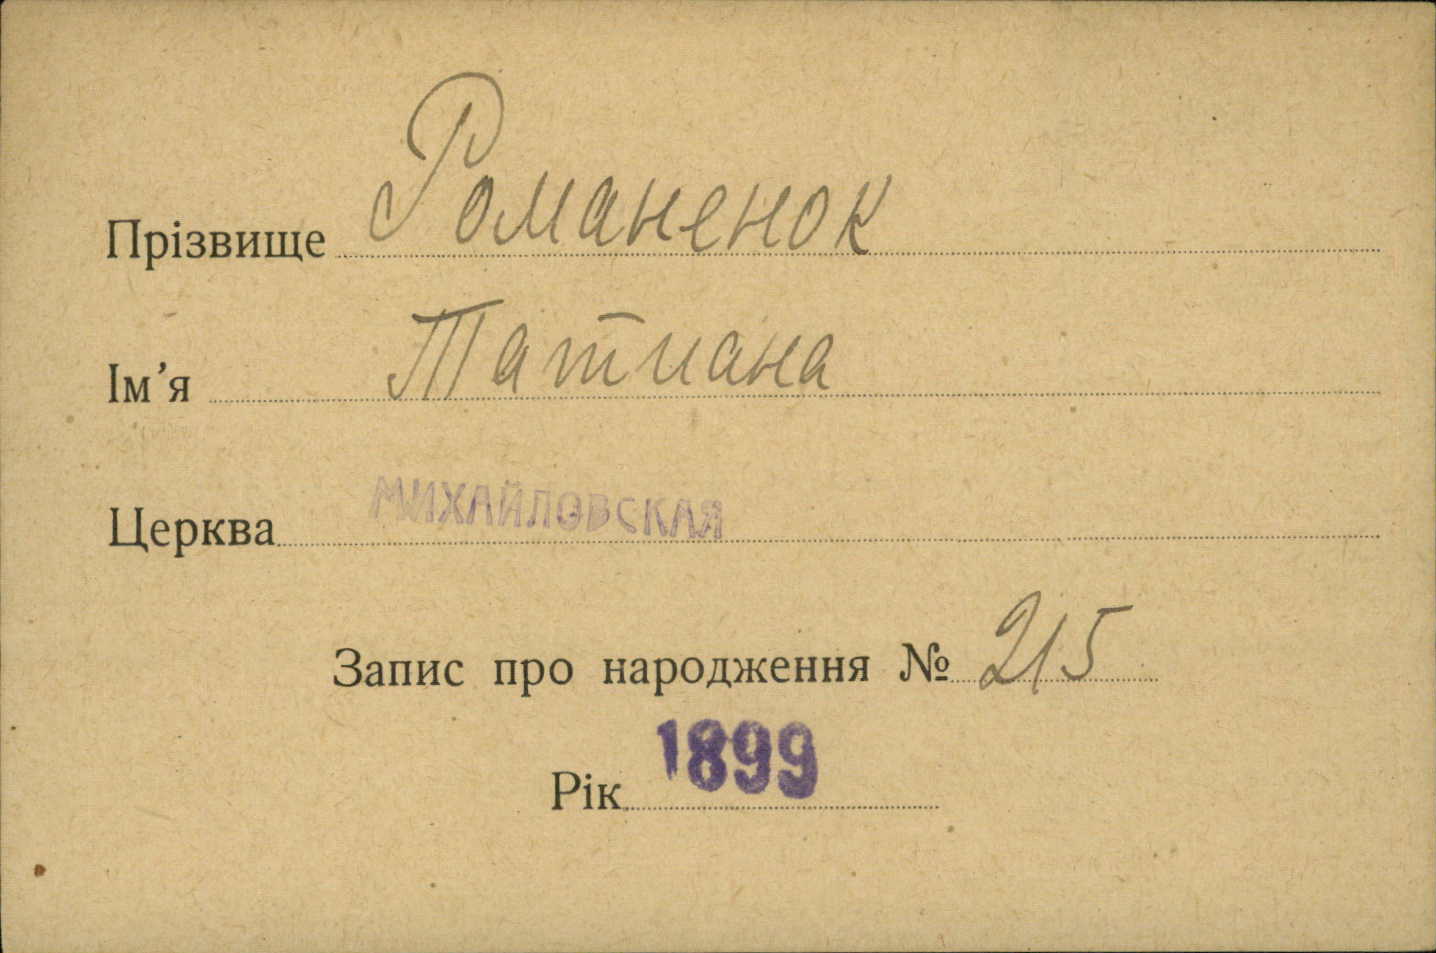 Прізвище Романенок
Ім’я Татиана
Церква МИХАЙЛОВСКАЯ
Запис про народження № 215
Рік 1899